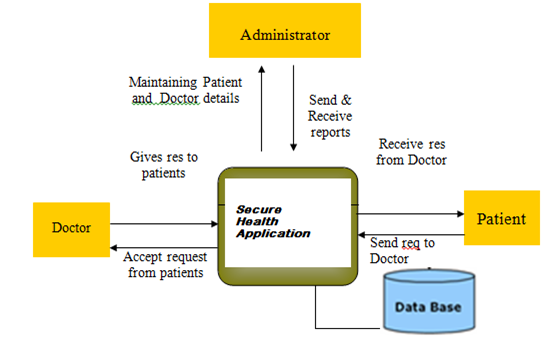 Administrator
Maintaining Patient
and Doctor details
Send &
Receive
reports
Receive res
from Doctor
Gives res to
patients
Secure
Health
Application
Doctor
Patient
Accept request
from patients
Send req to
Doctor
Data Base